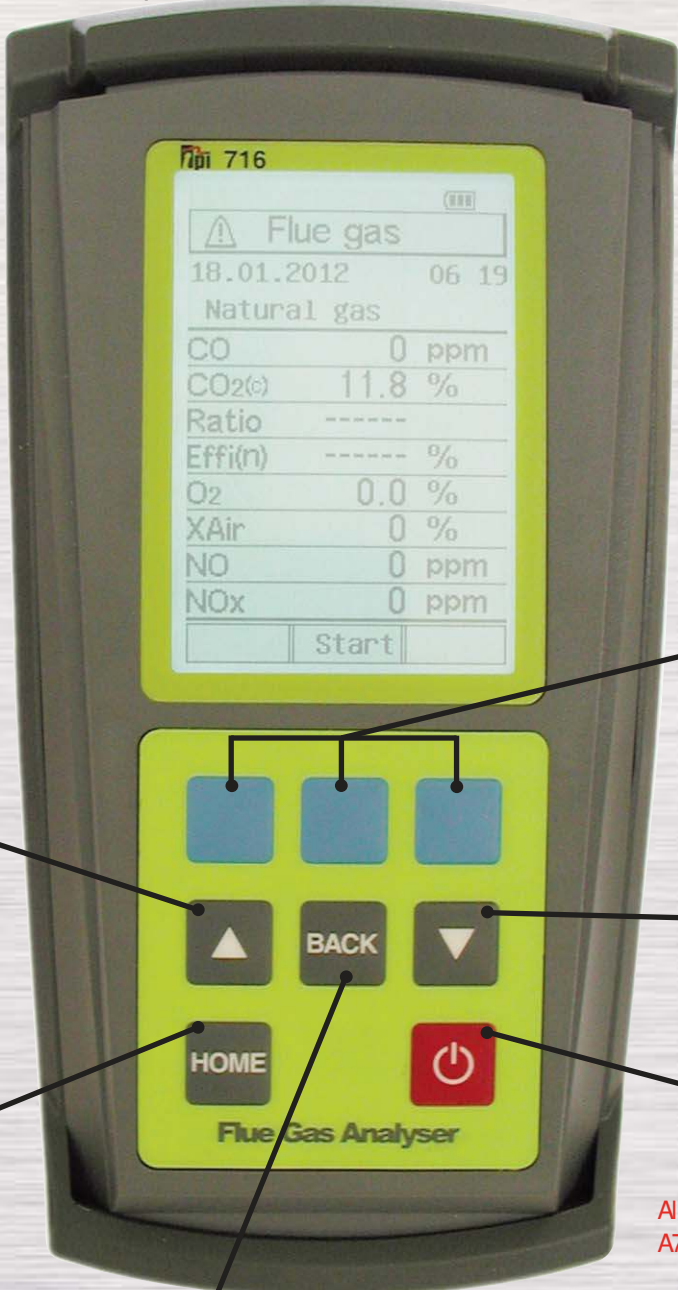 tpi 716
Flue gas
18.01.2012 06 19
Natural gas
CO 0 ppm
CO2(c) 11.8 %
Ratio ------
Effi(n) ------ %
O2 0.0 %
XAir 0 %
NO 0 ppm
NOx 0 ppm
Start
BACK
HOME
Flue Gas Analyser